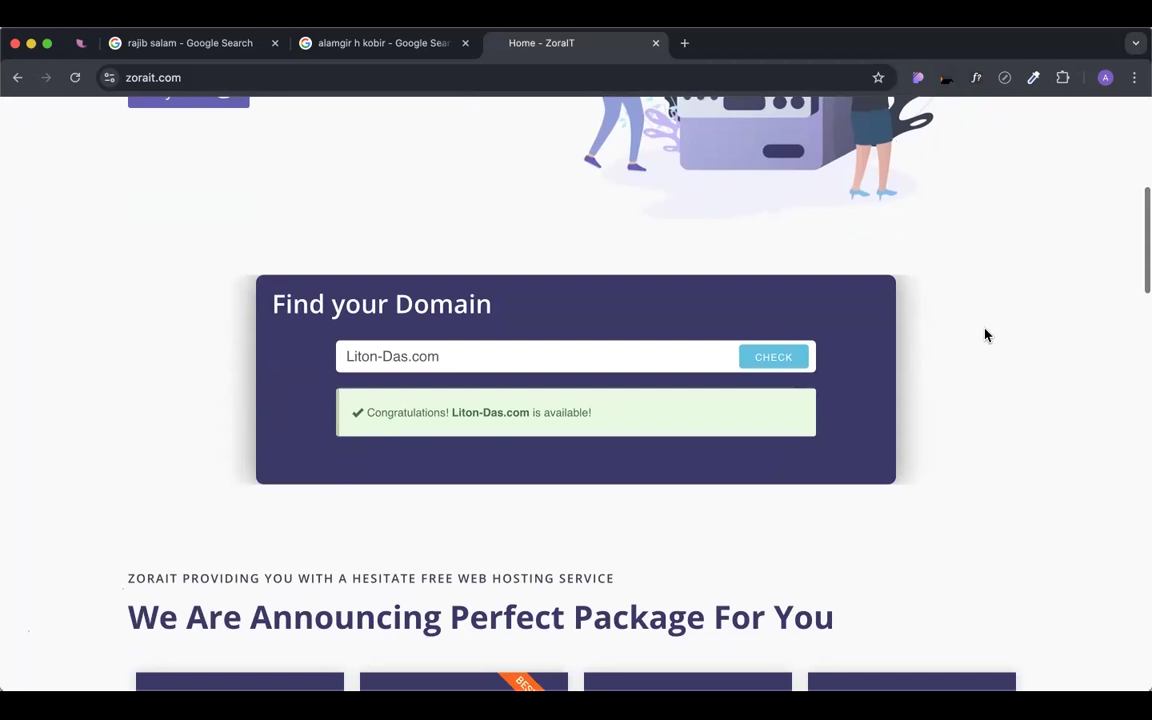 rajib salam - Google Search
alamgir h kobir - Google Sear
Home - ZoraIT
zorait.com
f?
A
Find your Domain
Liton-Das.com
CHECK
✔ Congratulations! Liton-Das.com is available!
ZORAIT PROVIDING YOU WITH A HESITATE FREE WEB HOSTING SERVICE
We Are Announcing Perfect Package For You
BES